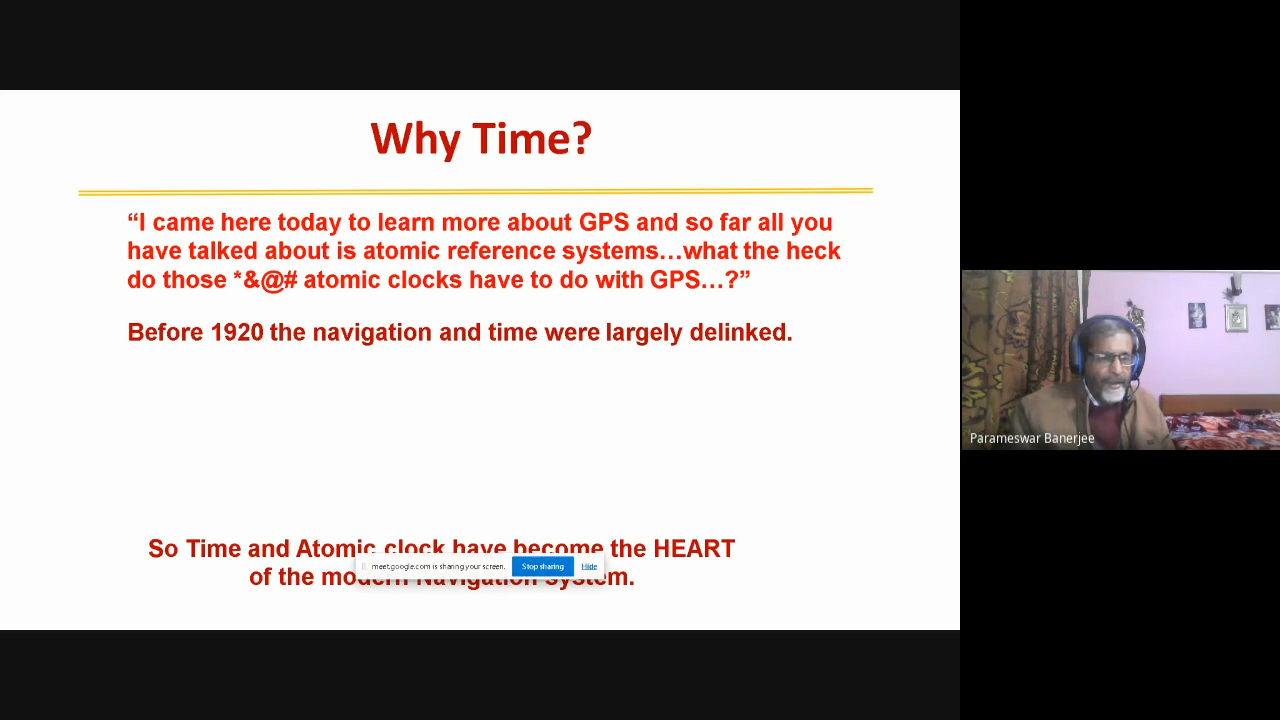 Why Time?
“I came here today to learn more about GPS and so far all you
have talked about is atomic reference systems…what the heck
do those *&@# atomic clocks have to do with GPS…?”
Before 1920 the navigation and time were largely delinked.
So Time and Atomic clock have become the HEART
of the modern Navigation system.
meet.google.com is sharing your screen.
Stop sharing
Hide
Parameswar Banerjee